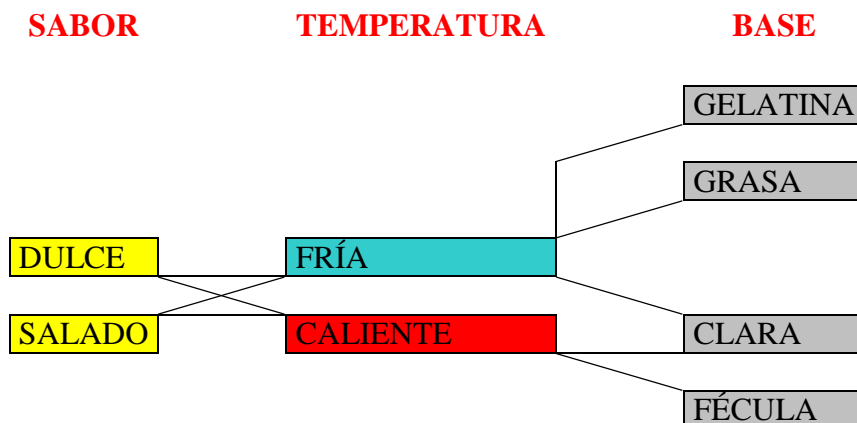 SABOR TEMPERATURA BASE
GELATINA
GRASA
DULCE FRÍA
SALADO CALIENTE CLARA
FÉCULA